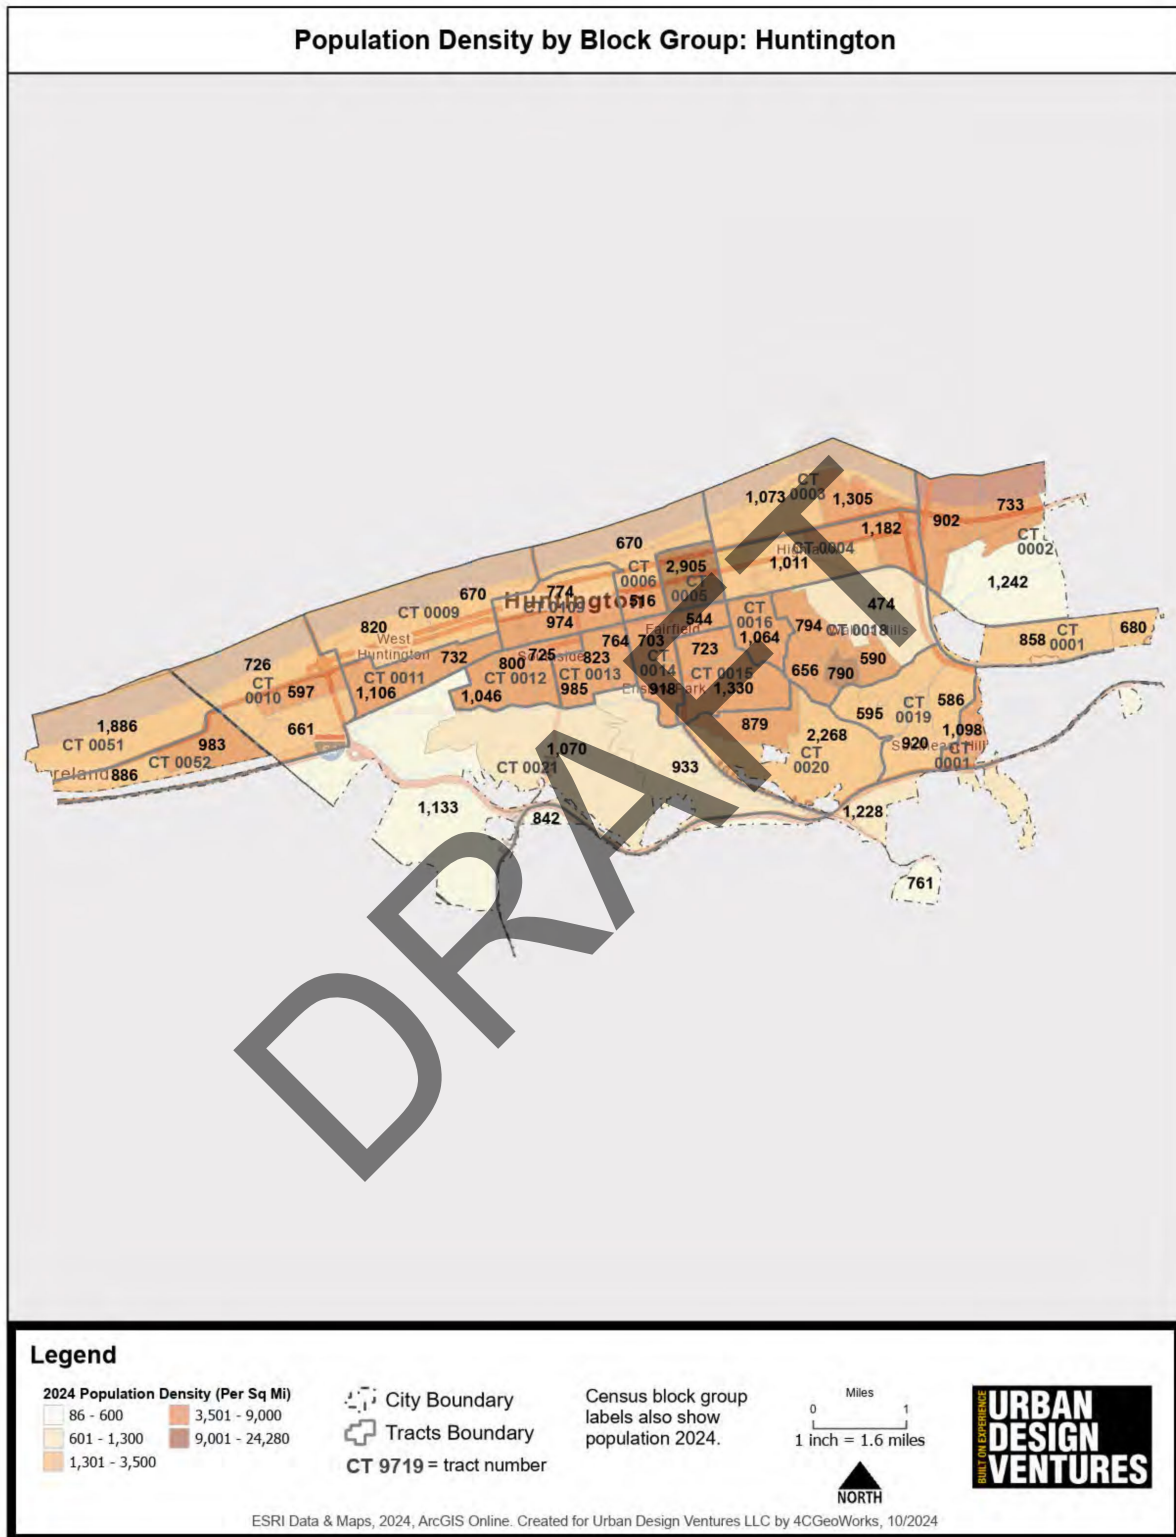 Population Density by Block Group: Huntington
CT
0003
1,073
1,305
733
902
1,182
CT
0002
670
Highlawn
CT 0004
1,011
2,905
CT
0006
CT
0005
1,242
670
774
Huntington
516
CT 0109
CT 0009
974
544
CT
0016
474
820
West
Huntington
Fairfield
1,064
794
CT 0018
Walnut Hills
858
CT
0001
680
764
703
723
732
725
800
823
CT
0014
656
590
726
CT
0010
597
CT 0011
1,106
CT 0012
CT 0013
985
CT 0015
918
1,330
790
1,046
586
CT
0019
595
1,886
661
879
2,268
1,098
CT 0051
983
1,070
920
CT
0001
CT 0052
886
CT 0021
933
CT
0020
1,133
842
1,228
761
DRAFT
Legend
2024 Population Density (Per Sq Mi)
86 - 600
601 - 1,300
1,301 - 3,500
3,501 - 9,000
9,001 - 24,280
City Boundary
Tracts Boundary
CT 9719 = tract number
Census block group
labels also show
population 2024.
Miles
0 1
1 inch = 1.6 miles
NORTH
BUILT ON EXPERIENCE
URBAN
DESIGN
VENTURES
ESRI Data & Maps, 2024, ArcGIS Online. Created for Urban Design Ventures LLC by 4CGeoWorks, 10/2024